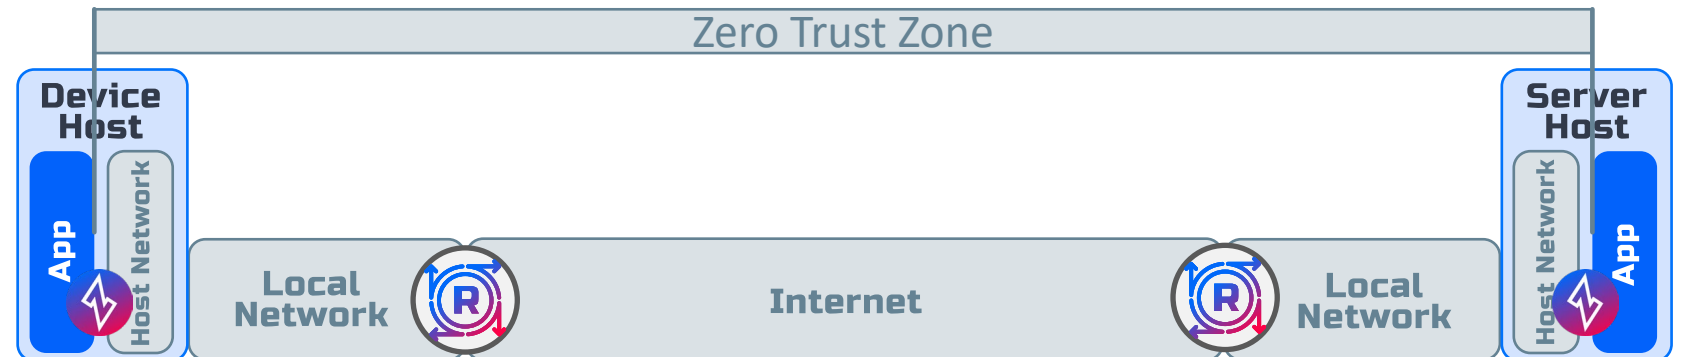 Zero Trust Zone
Device
Host
App
Host Network
Local
Network
R
Internet
R
Local
Network
Server
Host
Host Network
App